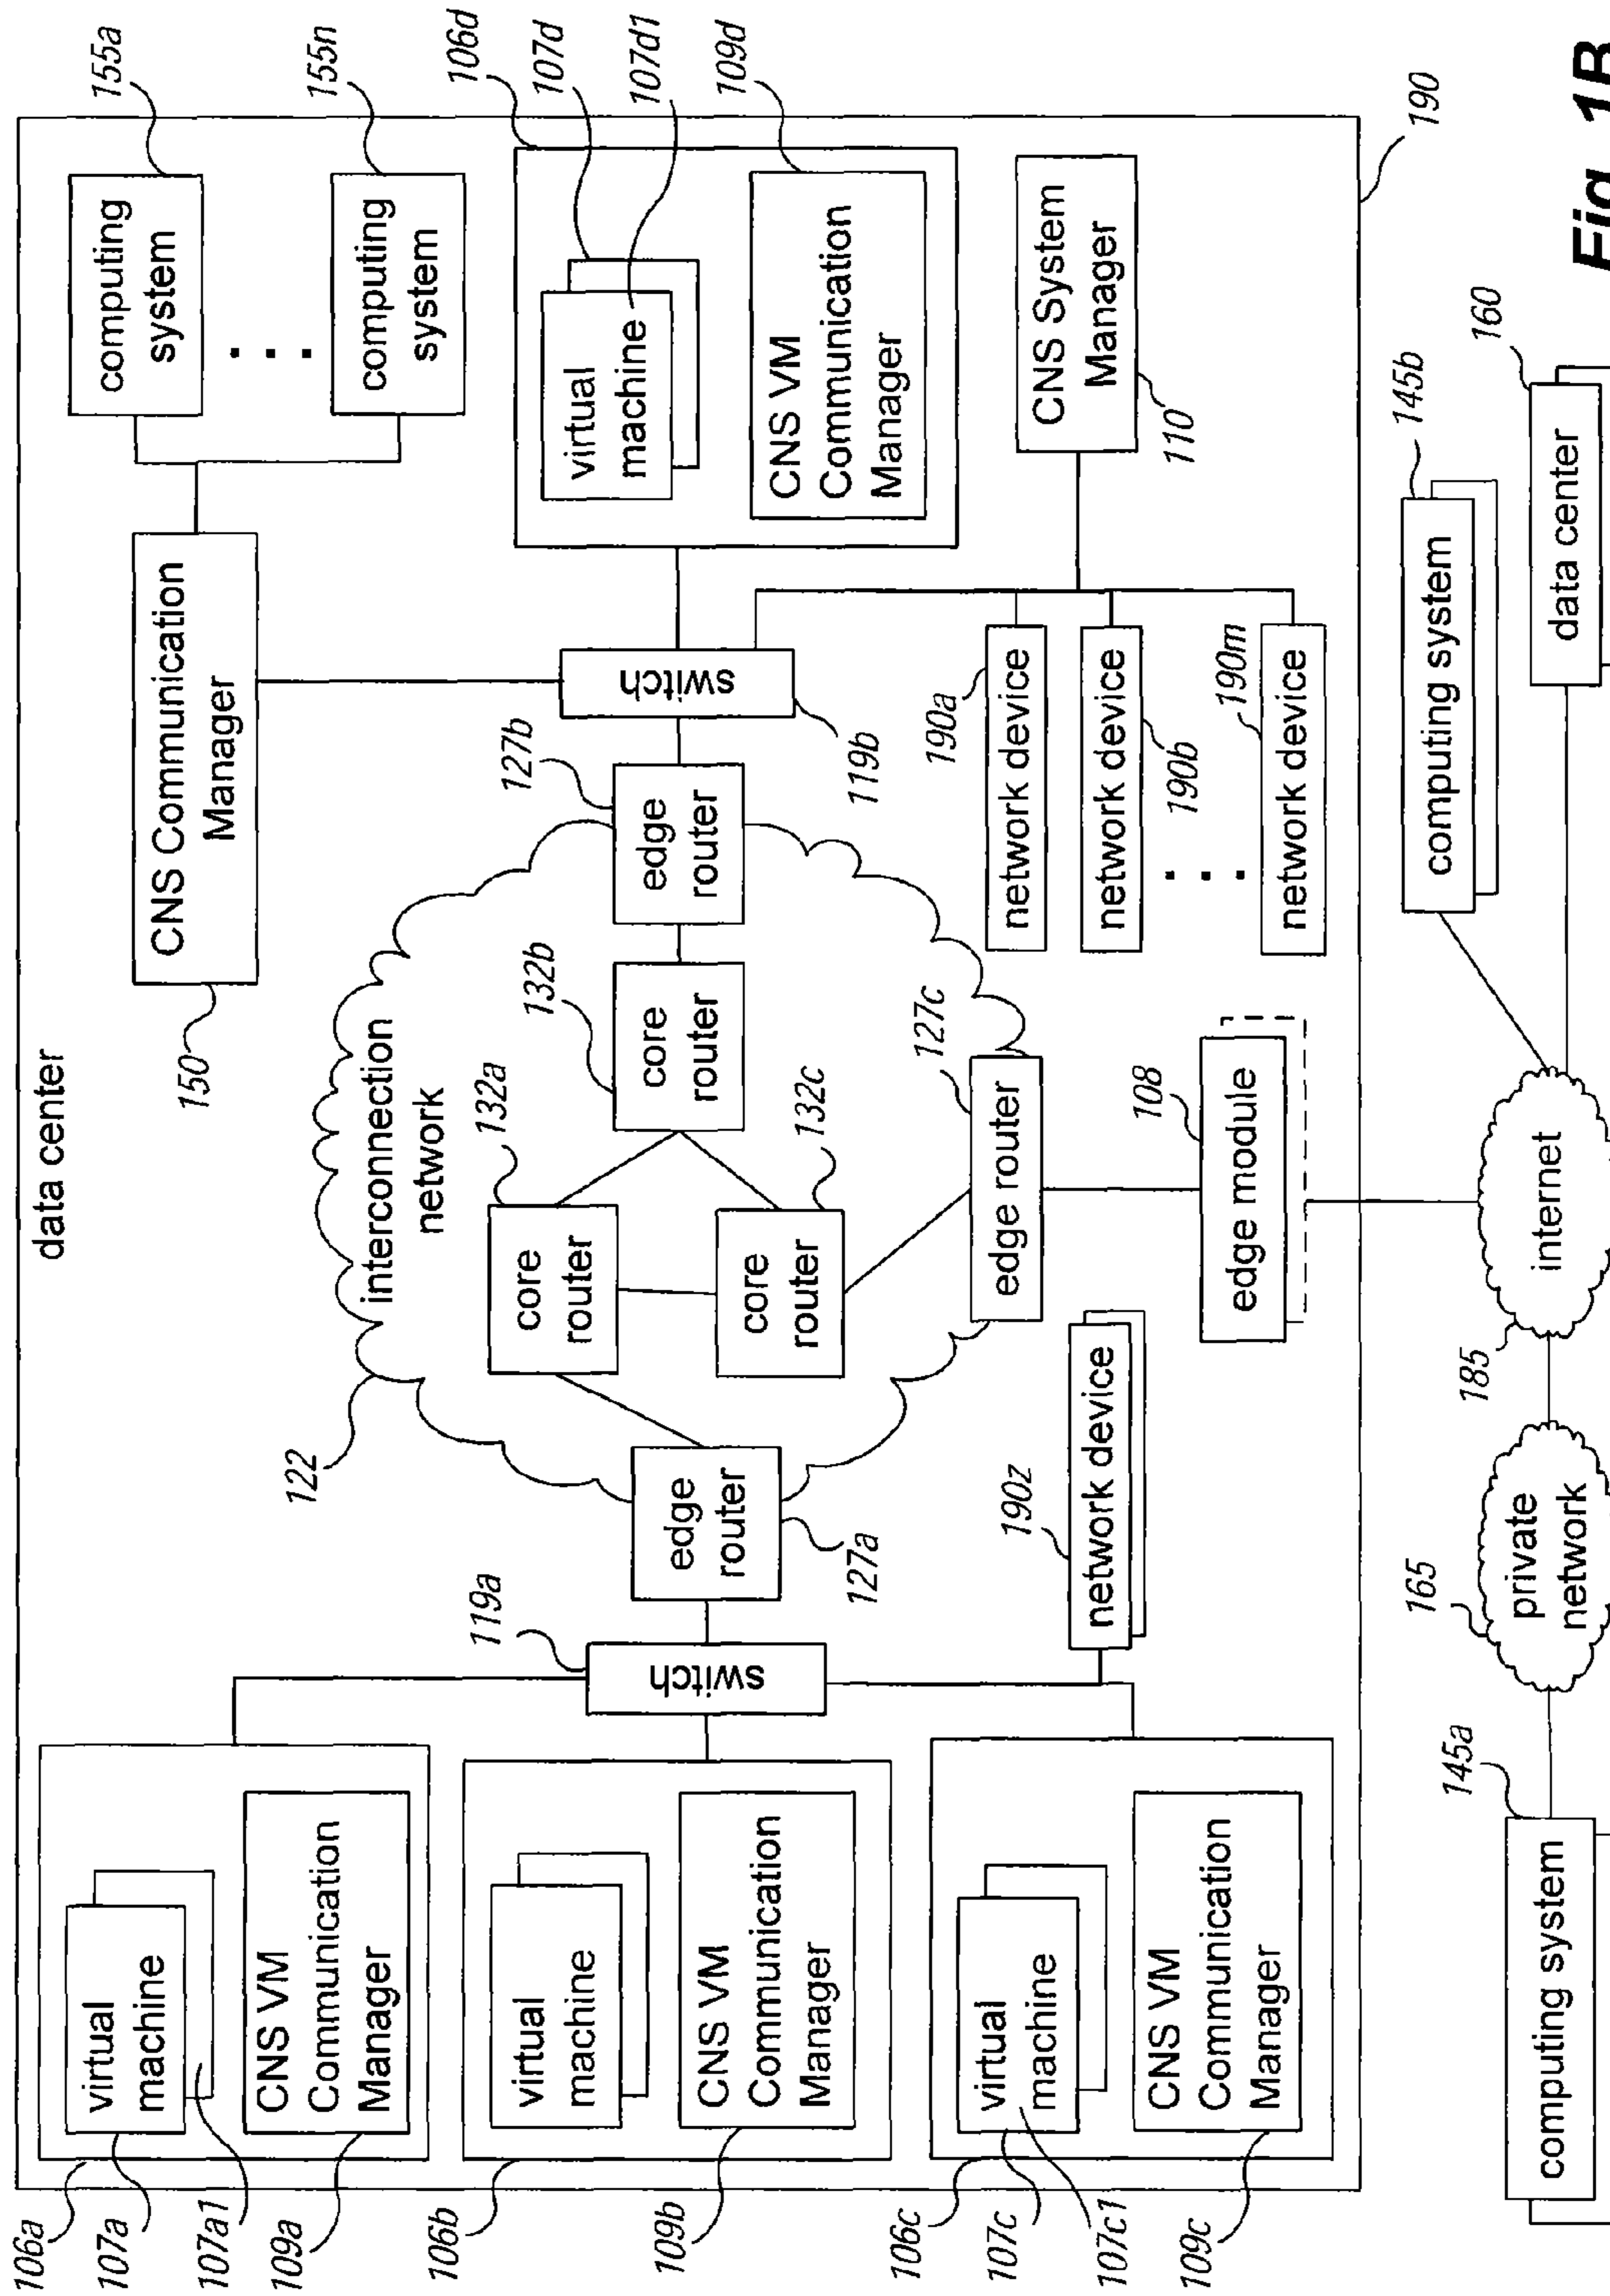 data center
106a
107a
107a1
109a
virtual
machine
CNS VM
Communication
Manager
106b
109b
virtual
machine
CNS VM
Communication
Manager
106c
107c
107c1
109c
virtual
machine
CNS VM
Communication
Manager
119a
switch
122
interconnection
network
edge
router
127a
132a
core
router
132b
core
router
132c
core
router
127b
edge
router
127c
edge router
190z
network device
108
edge module
150
CNS Communication
Manager
155a
computing
system
. . .
155n
computing
system
switch
119b
106d
107d
107d1
109d
virtual
machine
CNS VM
Communication
Manager
110
CNS System
Manager
190a
network device
network device
190b
. . .
190m
network device
190
145a
computing system
165
private
network
185
internet
145b
computing system
160
data center
Fig. 1B